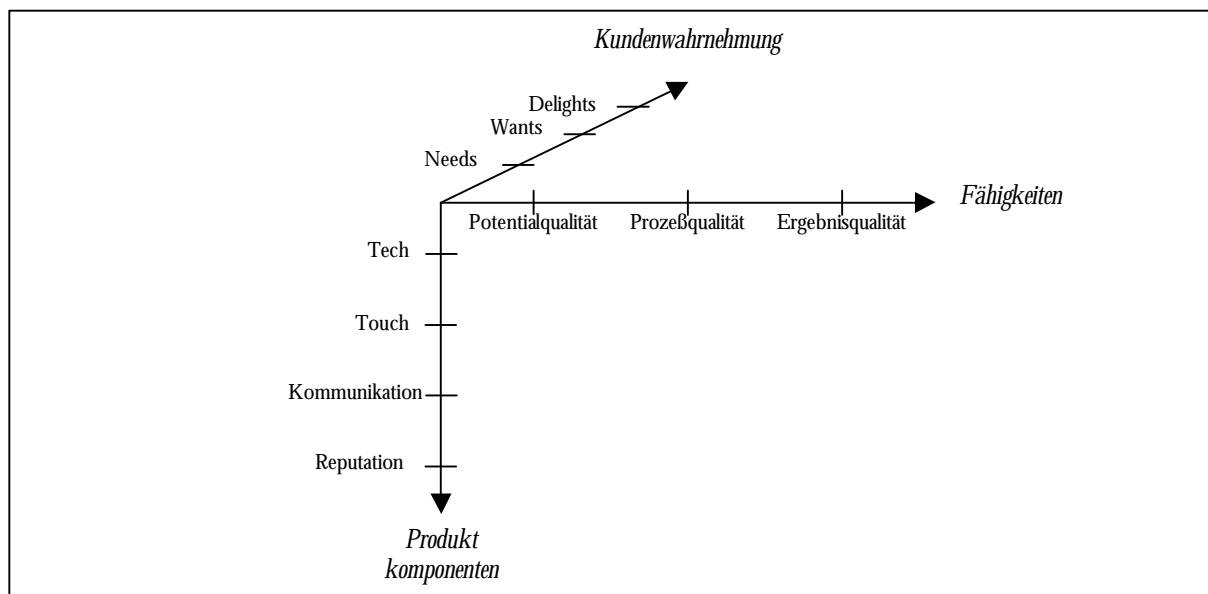 Kundenwahrnehmung
Delights
Wants
Needs
Fähigkeiten
Potentialqualität Prozeßqualität Ergebnisqualität
Tech
Touch
Kommunikation
Reputation
Produkt
komponenten